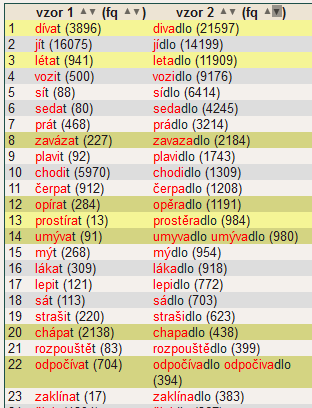 vzor 1 ▲▼ (fq ▲▼) vzor 2 ▲▼ (fq ▲▼)
1 dívat (3896) divadlo (21597)
2 jít (16075) jídlo (14199)
3 létat (941) letadlo (11909)
4 vozit (500) vozidlo (9176)
5 sít (88) sídlo (6414)
6 sedat (80) sedadlo (4245)
7 prát (468) prádlo (3214)
8 zavázat (227) zavazadlo (2184)
9 plavit (92) plavidlo (1743)
10 chodit (5970) chodidlo (1309)
11 čerpat (912) čerpadlo (1208)
12 opírat (284) opěradlo (1191)
13 prostírat (13) prostěradlo (984)
14 umývat (91) umyvadlo umývadlo (980)
15 mýt (268) mýdlo (954)
16 lákat (309) lákadlo (918)
17 lepit (121) lepidlo (772)
18 sát (113) sádlo (703)
19 strašit (220) strašidlo (623)
20 chápat (2138) chapadlo (438)
21 rozpouštět (83) rozpouštědlo (399)
22 odpočívat (704) odpočívadlo odpočivadlo
(394)
23 zaklínat (17) zaklínadlo (383)